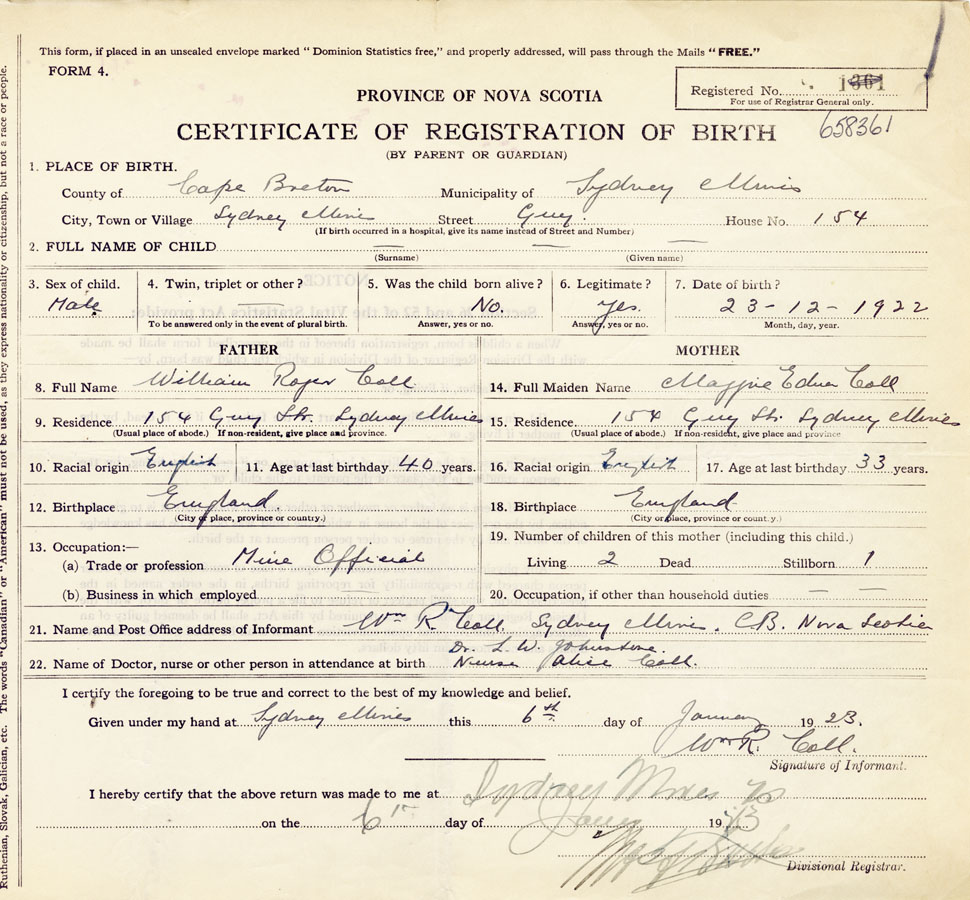 This form, if placed in an unsealed envelope marked "Dominion Statistics free," and properly addressed, will pass through the Mails "FREE."
FORM 4.
Registered No. 1361
For use of Registrar General only.
PROVINCE OF NOVA SCOTIA
658361
CERTIFICATE OF REGISTRATION OF BIRTH
(BY PARENT OR GUARDIAN)
1. PLACE OF BIRTH.
County of Cape Breton Municipality of Sydney Mines
City, Town or Village Sydney Mines Street Guy. House No. 154
(If birth occurred in a hospital, give its name instead of Street and Number)
2. FULL NAME OF CHILD — — —
(Surname) (Given name)
3. Sex of child. 4. Twin, triplet or other? 5. Was the child born alive? 6. Legitimate? 7. Date of birth?
Male — No. Yes. 23-12-1922
To be answered only in the event of plural birth. Answer, yes or no. Answer, yes or no. Month, day, year.
FATHER MOTHER
8. Full Name William Roger Coll 14. Full Maiden Name Maggie Edna Coll
9. Residence 154 Guy Str. Sydney Mines 15. Residence 154 Guy St. Sydney Mines
(Usual place of abode.) If non-resident, give place and province. (Usual place of abode.) If non-resident, give place and province
10. Racial origin English 11. Age at last birthday 40 years. 16. Racial origin English 17. Age at last birthday 33 years.
12. Birthplace England 18. Birthplace England
(City or place, province or country.) (City or place, province or country.)
13. Occupation:— 19. Number of children of this mother (including this child.)
(a) Trade or profession Mine Official Living 2 Dead Stillborn 1
(b) Business in which employed — 20. Occupation, if other than household duties — —
21. Name and Post Office address of Informant Wm R. Coll. Sydney Mines. C.B. Nova Scotia
Dr. L. W. Johnstone.
22. Name of Doctor, nurse or other person in attendance at birth Nurse Alice Coll.
I certify the foregoing to be true and correct to the best of my knowledge and belief.
Given under my hand at Sydney Mines this 6th day of January 1923.
Wm R. Coll.
Signature of Informant.
I hereby certify that the above return was made to me at Sydney Mines
on the 6 day of 19
Divisional Registrar.
Ruthenian, Slovak, Galician, etc. The words "Canadian" or "American" must not be used, as they express nationality or citizenship, but not a race or people.